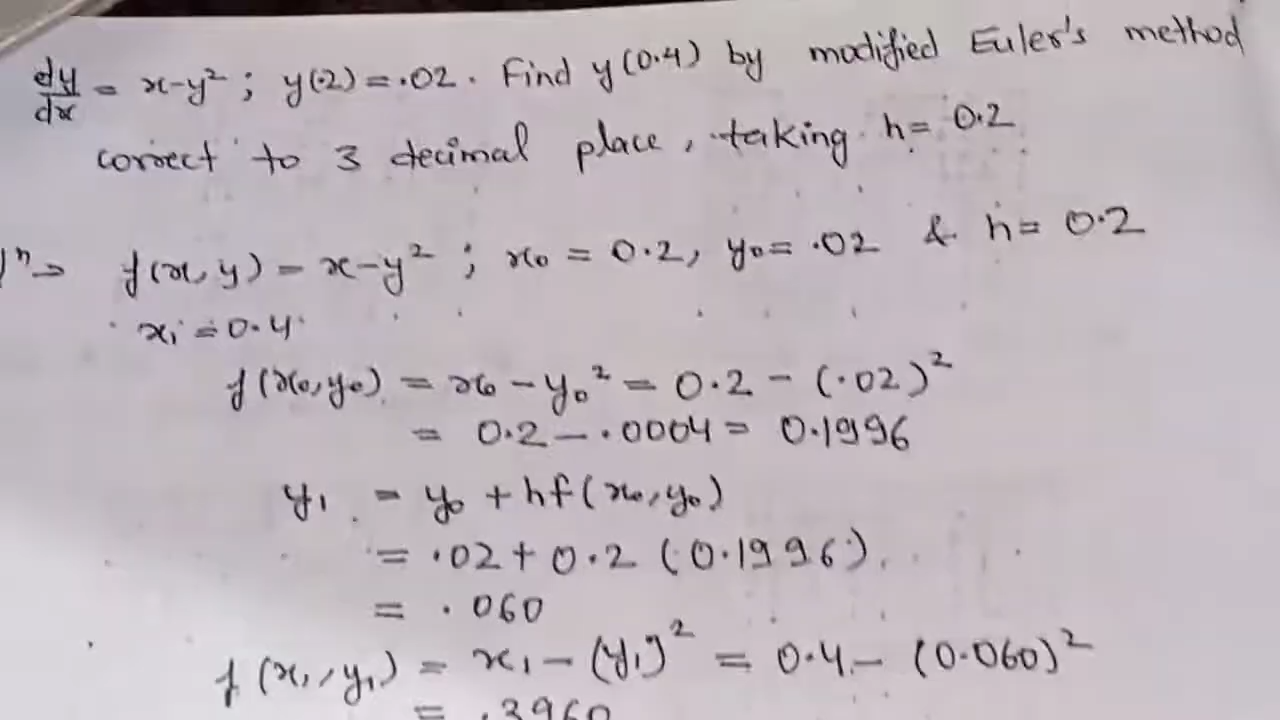 dy/dx = x-y² ; y(.2) = .02 . Find y(0.4) by modified Euler's method
correct to 3 decimal place, taking h = 0.2
f(x, y) = x-y² ; x₀ = 0.2, y₀ = .02 & h = 0.2
x₁ = 0.4
f(x₀, y₀) = x₀ - y₀² = 0.2 - (.02)²
= 0.2 - .0004 = 0.1996
y₁ = y₀ + hf(x₀, y₀)
= .02 + 0.2 (0.1996)
= .060
f(x₁, y₁) = x₁ - (y₁)² = 0.4 - (0.060)²
= .3960